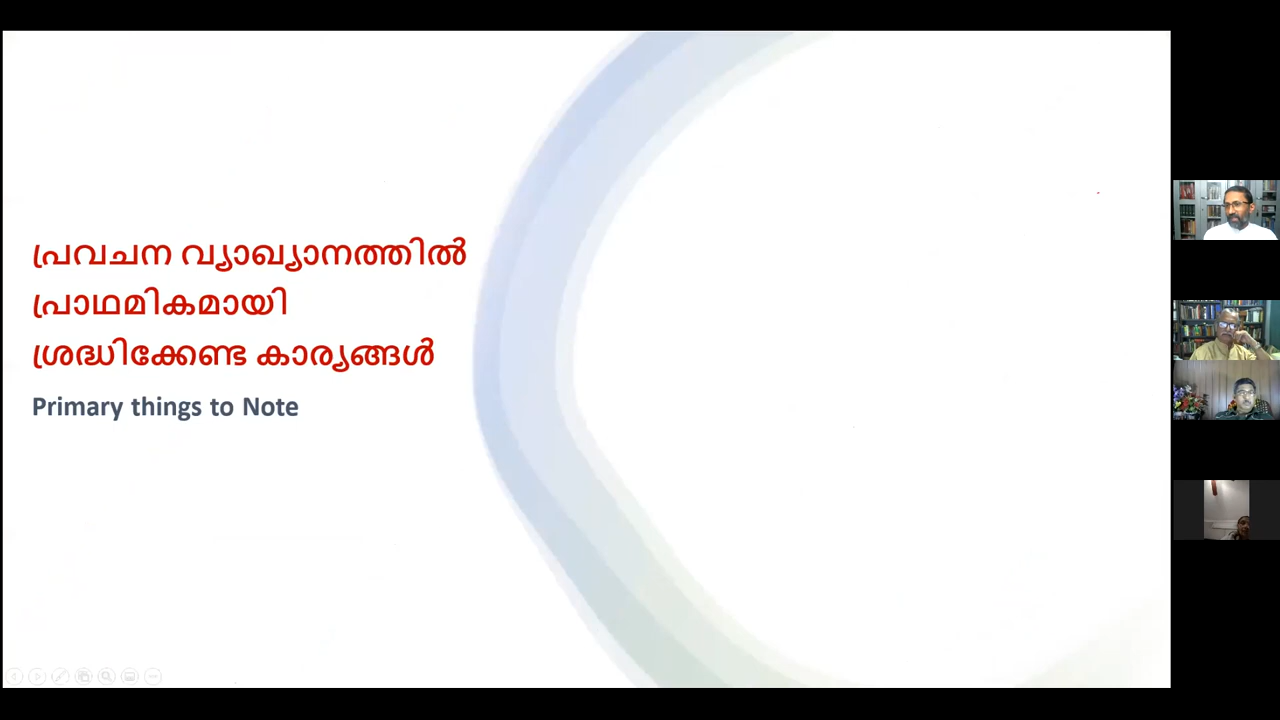 പ്രവചന വ്യാഖ്യാനത്തിൽ
പ്രാഥമികമായി
ശ്രദ്ധിക്കേണ്ട കാര്യങ്ങൾ
Primary things to Note